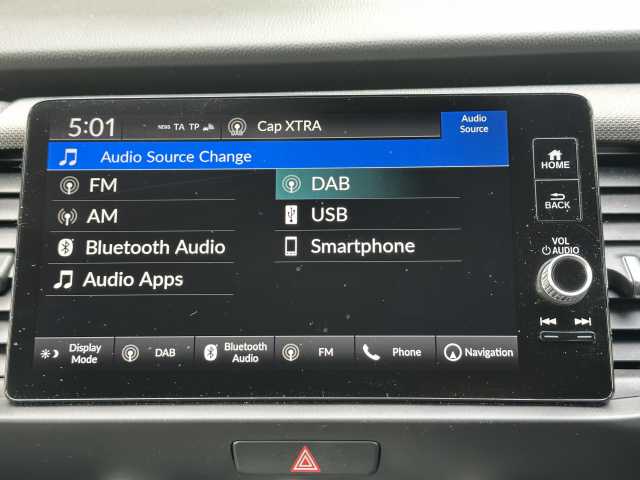 5:01
NEWS TA TP
DAB
Cap XTRA
Audio
Source
Audio Source Change
FM
DAB
AM
USB
Bluetooth Audio
Smartphone
Audio Apps
Display
Mode
DAB
Bluetooth
Audio
FM
Phone
Navigation
HOME
BACK
VOL
AUDIO